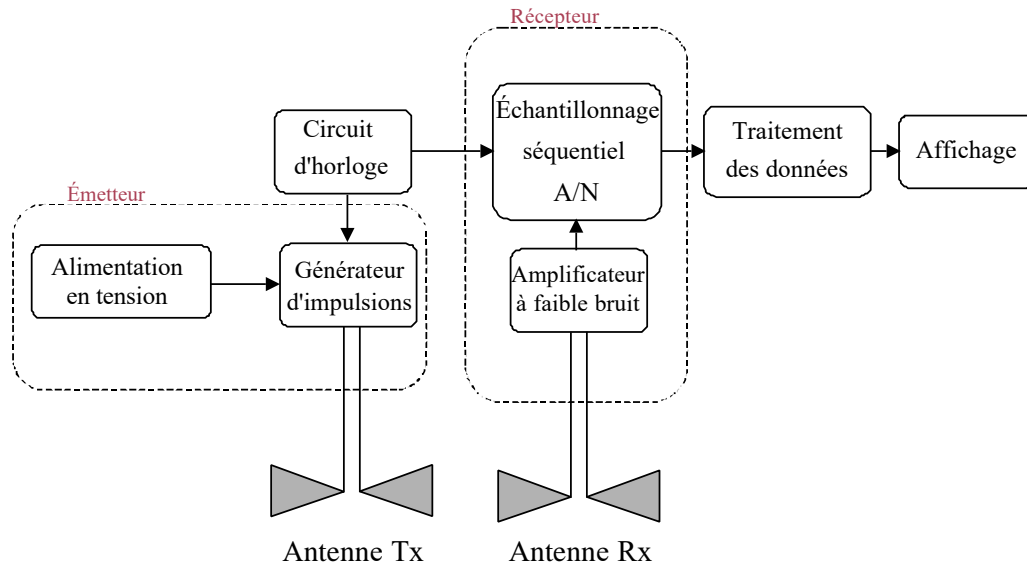 Récepteur
Échantillonnage
séquentiel
A/N
Circuit
d'horloge
Traitement
des données
Affichage
Émetteur
Alimentation
en tension
Générateur
d'impulsions
Amplificateur
à faible bruit
Antenne Tx
Antenne Rx